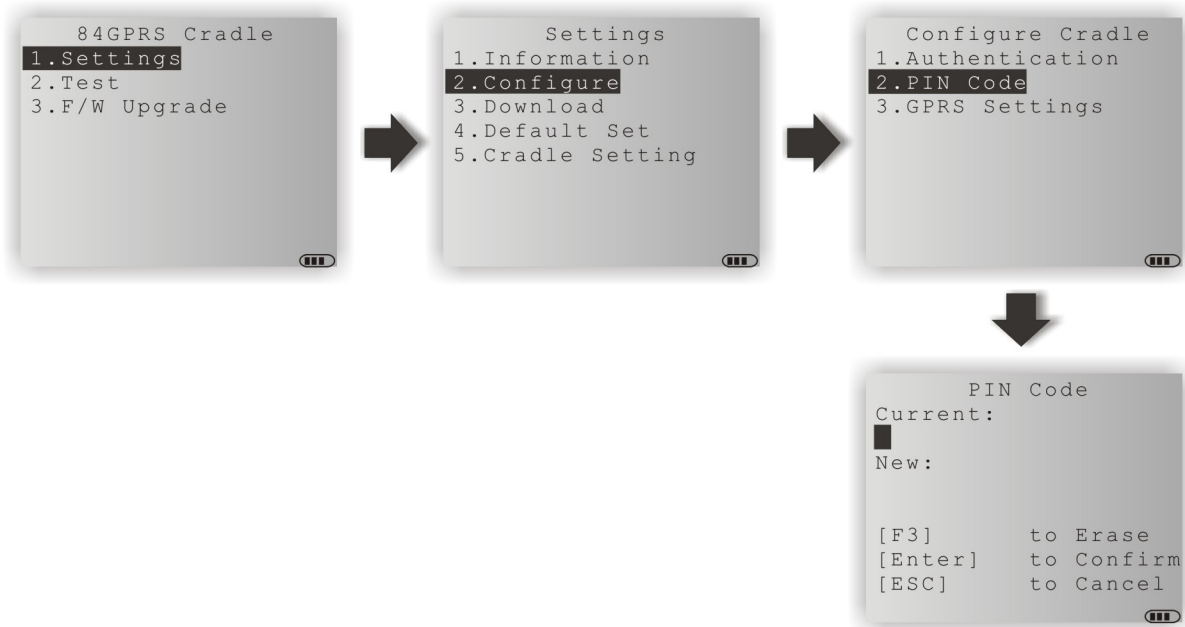 84GPRS Cradle
1.Settings
2.Test
3.F/W Upgrade
Settings
1.Information
2.Configure
3.Download
4.Default Set
5.Cradle Setting
Configure Cradle
1.Authentication
2.PIN Code
3.GPRS Settings
PIN Code
Current:
New:
[F3] to Erase
[Enter] to Confirm
[ESC] to Cancel